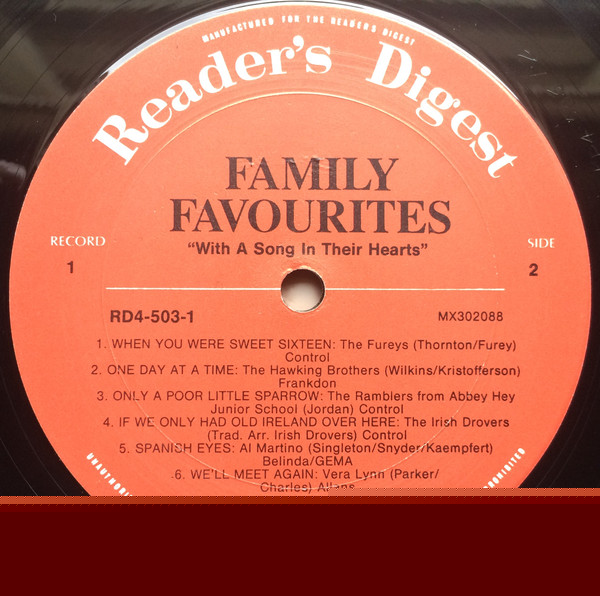 MANUFACTURED FOR THE READER'S DIGEST
Reader's Digest
FAMILY
FAVOURITES
"With A Song In Their Hearts"
RECORD
1
SIDE
2
RD4-503-1
MX302088
1. WHEN YOU WERE SWEET SIXTEEN: The Fureys (Thornton/Furey)
Control
2. ONE DAY AT A TIME: The Hawking Brothers (Wilkins/Kristofferson)
Frankdon
3. ONLY A POOR LITTLE SPARROW: The Ramblers from Abbey Hey
Junior School (Jordan) Control
4. IF WE ONLY HAD OLD IRELAND OVER HERE: The Irish Drovers
(Trad. Arr. Irish Drovers) Control
5. SPANISH EYES: Al Martino (Singleton/Snyder/Kaempfert)
Belinda/GEMA
6. WE'LL MEET AGAIN: Vera Lynn (Parker/
Charles) Allans